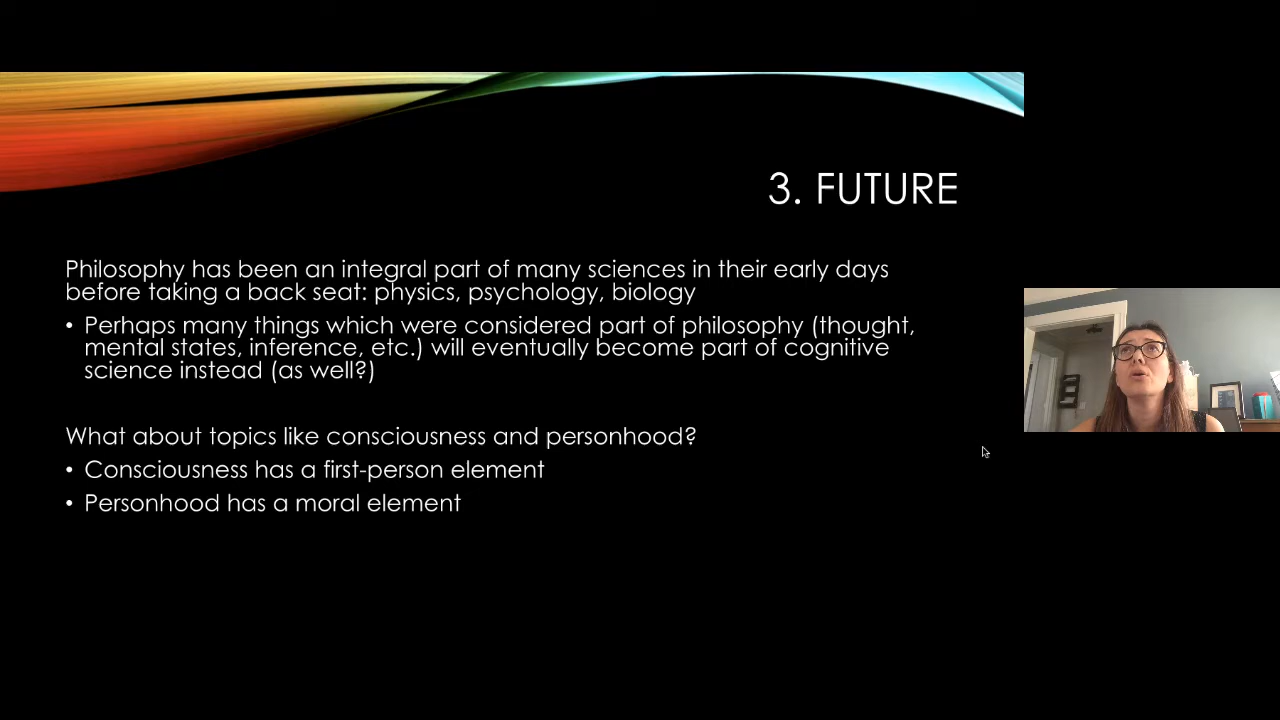 3. FUTURE
Philosophy has been an integral part of many sciences in their early days
before taking a back seat: physics, psychology, biology
• Perhaps many things which were considered part of philosophy (thought,
mental states, inference, etc.) will eventually become part of cognitive
science instead (as well?)
What about topics like consciousness and personhood?
• Consciousness has a first-person element
• Personhood has a moral element